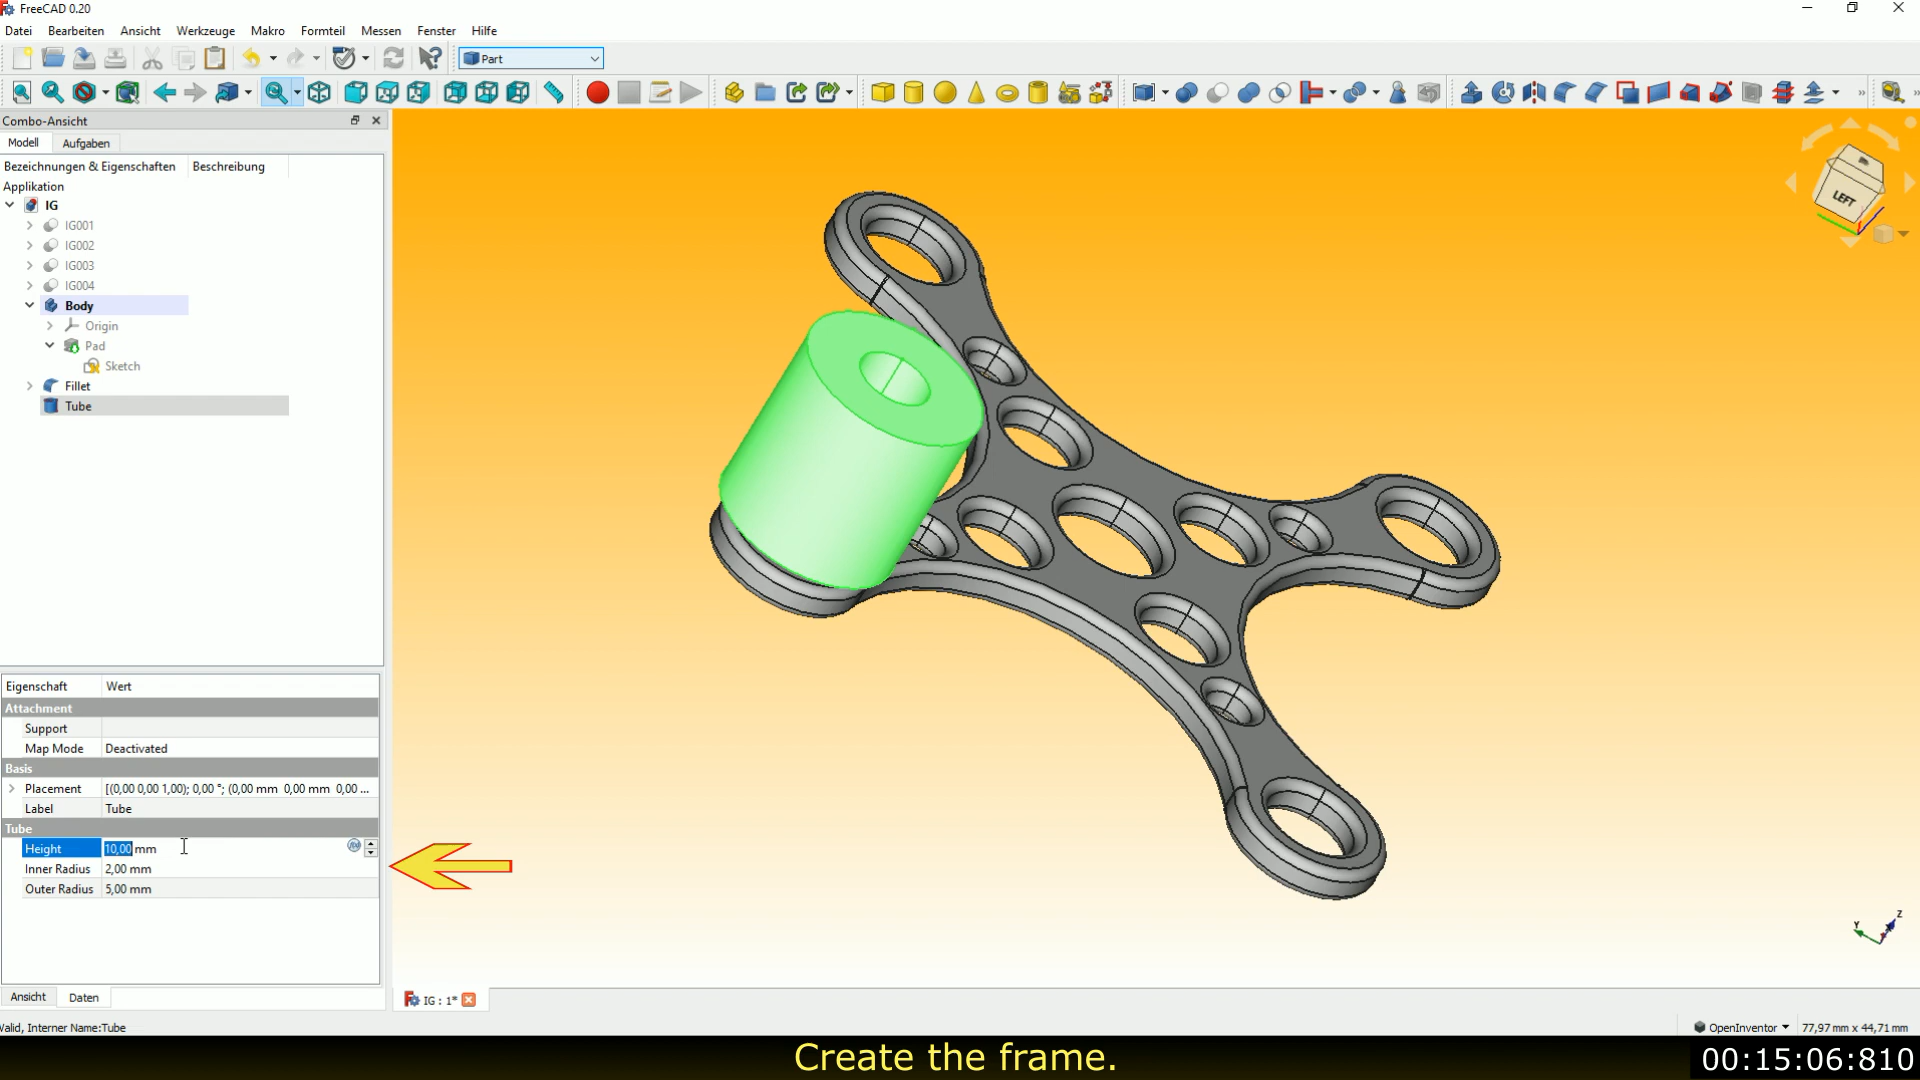 FreeCAD 0.20
Datei Bearbeiten Ansicht Werkzeuge Makro Formteil Messen Fenster Hilfe
Part
Combo-Ansicht
Modell Aufgaben
Bezeichnungen & Eigenschaften Beschreibung
Applikation
IG
IG001
IG002
IG003
IG004
Body
Origin
Pad
Sketch
Fillet
Tube
LEFT
Eigenschaft Wert
Attachment
Support
Map Mode Deactivated
Basis
Placement [(0,00 0,00 1,00); 0,00 °; (0,00 mm 0,00 mm 0,00 ...
Label Tube
Tube
Height 10,00 mm
Inner Radius 2,00 mm
Outer Radius 5,00 mm
Z
Y
Ansicht Daten
IG : 1*
Valid, Interner Name:Tube
OpenInventor 77,97 mm x 44,71 mm
Create the frame.
00:15:06:810